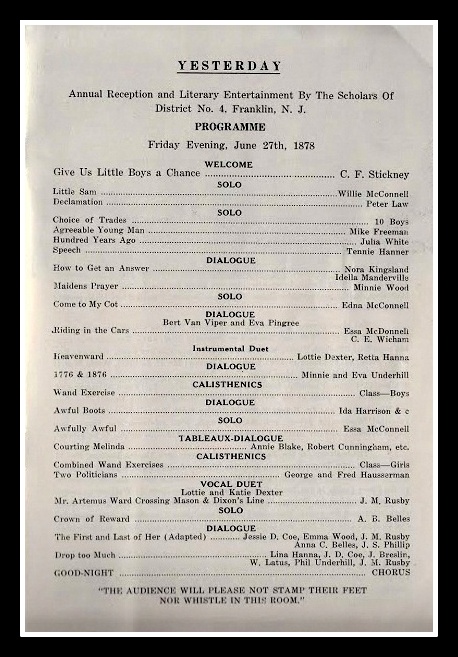 YESTERDAY
Annual Reception and Literary Entertainment By The Scholars Of
District No. 4, Franklin, N. J.
PROGRAMME
Friday Evening, June 27th, 1878
WELCOME
Give Us Little Boys a Chance ........ C. F. Stickney
SOLO
Little Sam ........ Willie McConnell
Declamation ........ Peter Law
SOLO
Choice of Trades ........ 10 Boys
Agreeable Young Man ........ Mike Freeman
Hundred Years Ago ........ Julia White
Speech ........ Tennie Hanner
DIALOGUE
How to Get an Answer ........ Nora Kingsland
Idella Manderville
Maidens Prayer ........ Minnie Wood
SOLO
Come to My Cot ........ Edna McConnell
DIALOGUE
Bert Van Viper and Eva Pingree
Riding in the Cars ........ Essa McDonnell
C. E. Wicham
Instrumental Duet
Heavenward ........ Lottie Dexter, Retta Hanna
DIALOGUE
1776 & 1876 ........ Minnie and Eva Underhill
CALISTHENICS
Wand Exercise ........ Class—Boys
DIALOGUE
Awful Boots ........ Ida Harrison & c
SOLO
Awfully Awful ........ Essa McConnell
TABLEAUX-DIALOGUE
Courting Melinda ........ Annie Blake, Robert Cunningham, etc.
CALISTHENICS
Combined Wand Exercises ........ Class—Girls
Two Politicians ........ George and Fred Hausserman
VOCAL DUET
Lottie and Katie Dexter
Mr. Artemus Ward Crossing Mason & Dixon's Line ........ J. M. Rusby
SOLO
Crown of Reward ........ A. B. Belles
DIALOGUE
The First and Last of Her (Adapted) ........ Jessie D. Coe, Emma Wood, J. M. Rusby
Anna C. Belles, J. S. Phillip
Drop too Much ........ Lina Hanna, J. D. Coe, J. Breslin,
W. Latus, Phil Underhill, J. M. Rusby
GOOD-NIGHT ........ CHORUS
"THE AUDIENCE WILL PLEASE NOT STAMP THEIR FEET
NOR WHISTLE IN THIS ROOM."